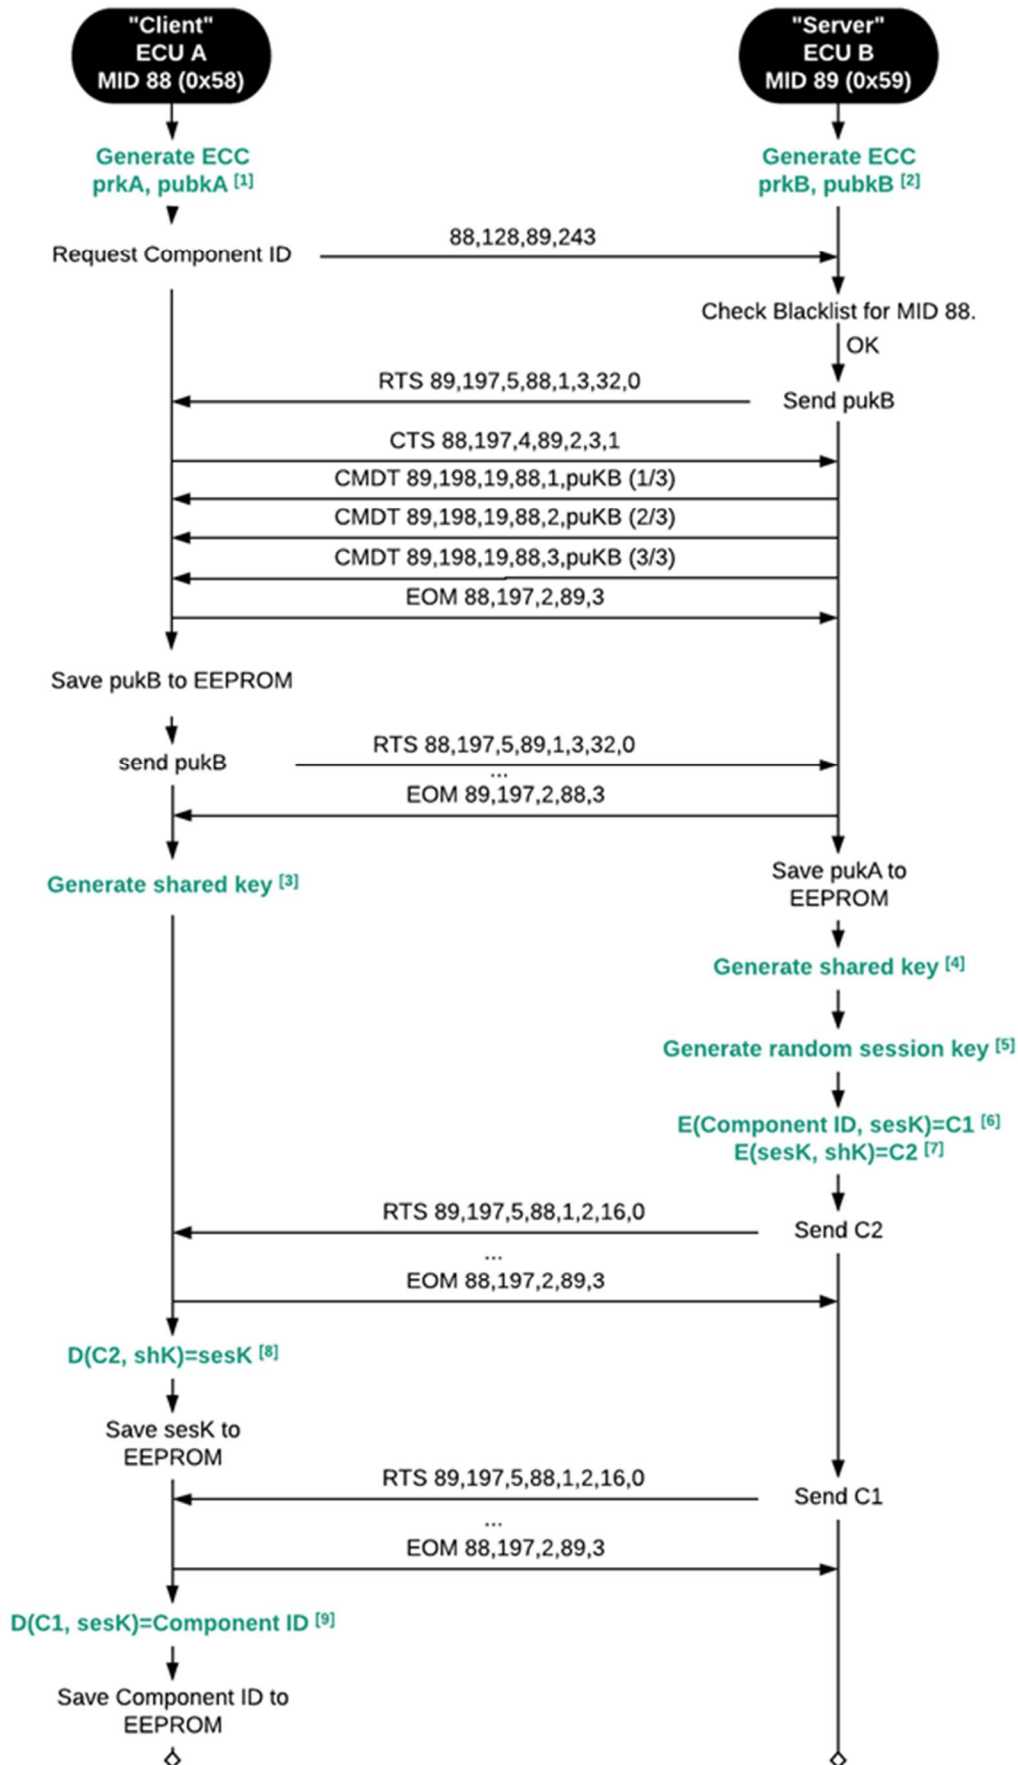 "Client"
ECU A
MID 88 (0x58)
"Server"
ECU B
MID 89 (0x59)
Generate ECC
prkA, pubkA [1]
Generate ECC
prkB, pubkB [2]
88,128,89,243
Request Component ID
Check Blacklist for MID 88.
OK
RTS 89,197,5,88,1,3,32,0
Send pukB
CTS 88,197,4,89,2,3,1
CMDT 89,198,19,88,1,puKB (1/3)
CMDT 89,198,19,88,2,puKB (2/3)
CMDT 89,198,19,88,3,puKB (3/3)
EOM 88,197,2,89,3
Save pukB to EEPROM
RTS 88,197,5,89,1,3,32,0
send pukB
...
EOM 89,197,2,88,3
Generate shared key [3]
Save pukA to
EEPROM
Generate shared key [4]
Generate random session key [5]
E(Component ID, sesK)=C1 [6]
E(sesK, shK)=C2 [7]
RTS 89,197,5,88,1,2,16,0
Send C2
...
EOM 88,197,2,89,3
D(C2, shK)=sesK [8]
Save sesK to
EEPROM
RTS 89,197,5,88,1,2,16,0
Send C1
...
EOM 88,197,2,89,3
D(C1, sesK)=Component ID [9]
Save Component ID to
EEPROM